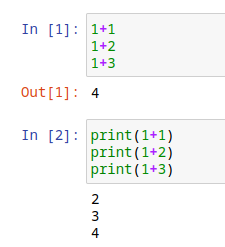 In [1]: 1+1
1+2
1+3
Out[1]: 4
In [2]: print(1+1)
print(1+2)
print(1+3)
2
3
4